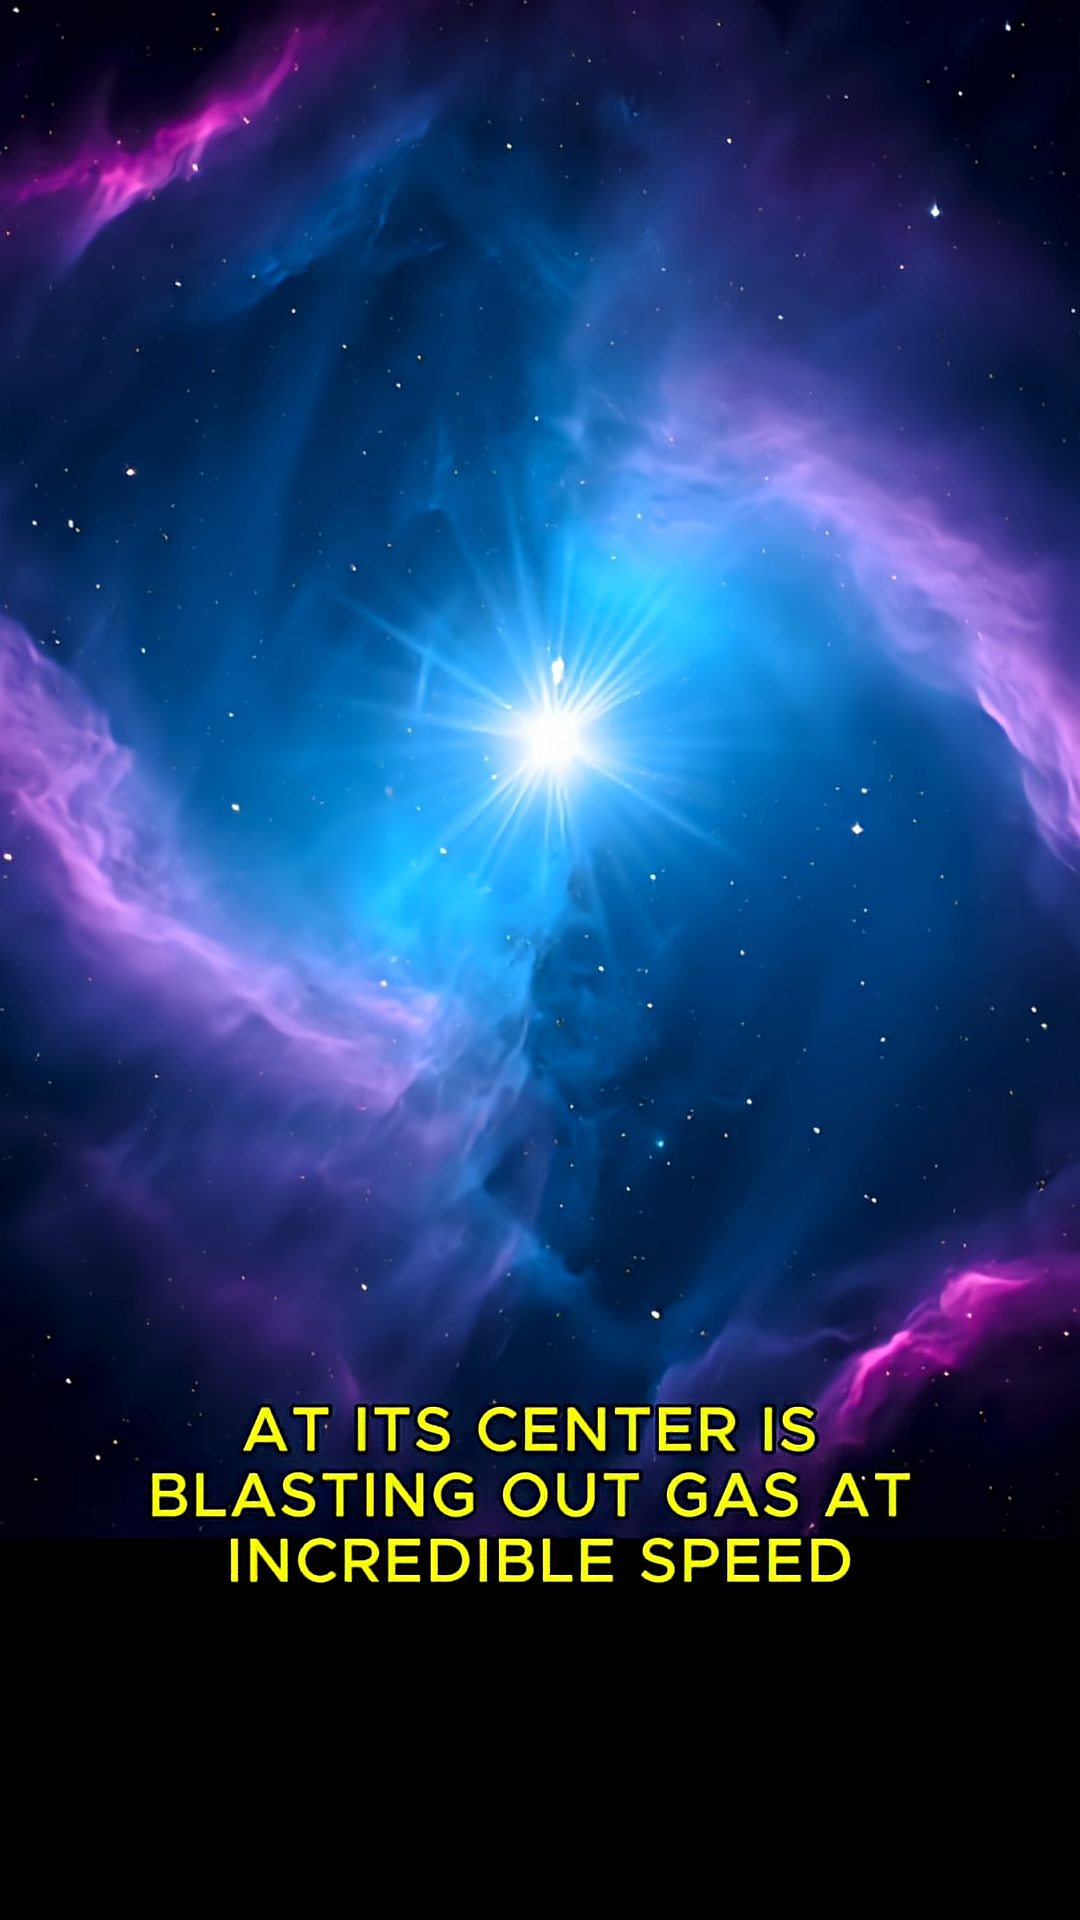 AT ITS CENTER IS
BLASTING OUT GAS AT
INCREDIBLE SPEED